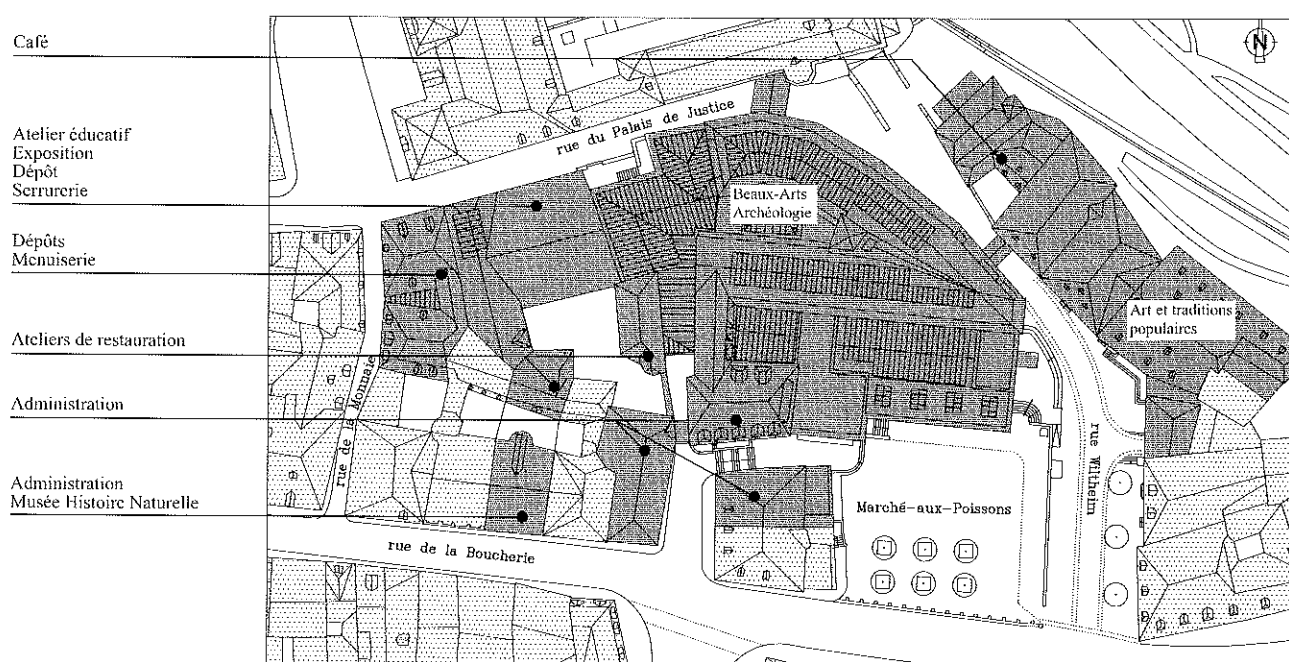 Café
Atelier éducatif
Exposition
Dépôt
Serrurerie
Dépôts
Menuiserie
Ateliers de restauration
Administration
Administration
Musée Histoire Naturelle
N
rue du Palais de Justice
Beaux-Arts
Archéologie
Art et traditions
populaires
rue de la Monnaie
rue Wiltheim
Marché-aux-Poissons
rue de la Boucherie